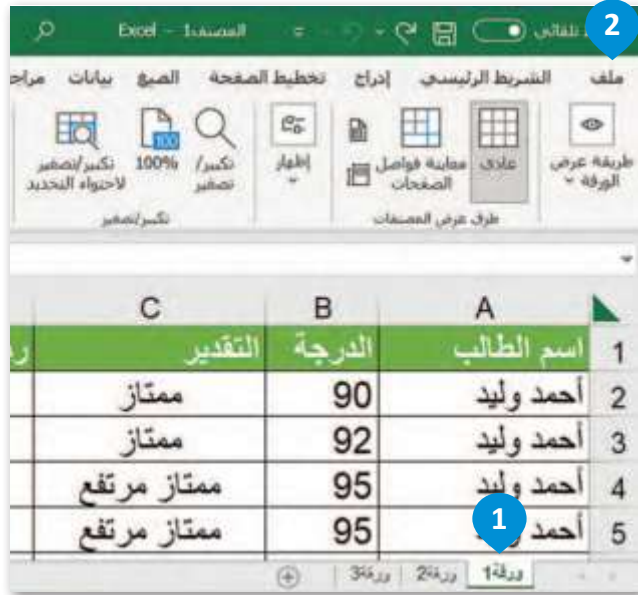 2
تلقائي
المصنف1 - Excel
ملف الشريط الرئيسي إدراج تخطيط الصفحة الصيغ بيانات مراجـ
طريقة عرض الورقة
عادي
معاينة فواصل الصفحات
إظهار
تكبير/ تصغير
100
100%
تكبير/تصغير لاحتواء التحديد
طرق عرض المصنفات
تكبير/تصغير
A B C
1 اسم الطالب الدرجة التقدير
2 أحمد وليد 90 ممتاز
3 أحمد وليد 92 ممتاز
4 أحمد وليد 95 ممتاز مرتفع
5 أحمد 95 ممتاز مرتفع
1
ورقة1 ورقة2 ورقة3